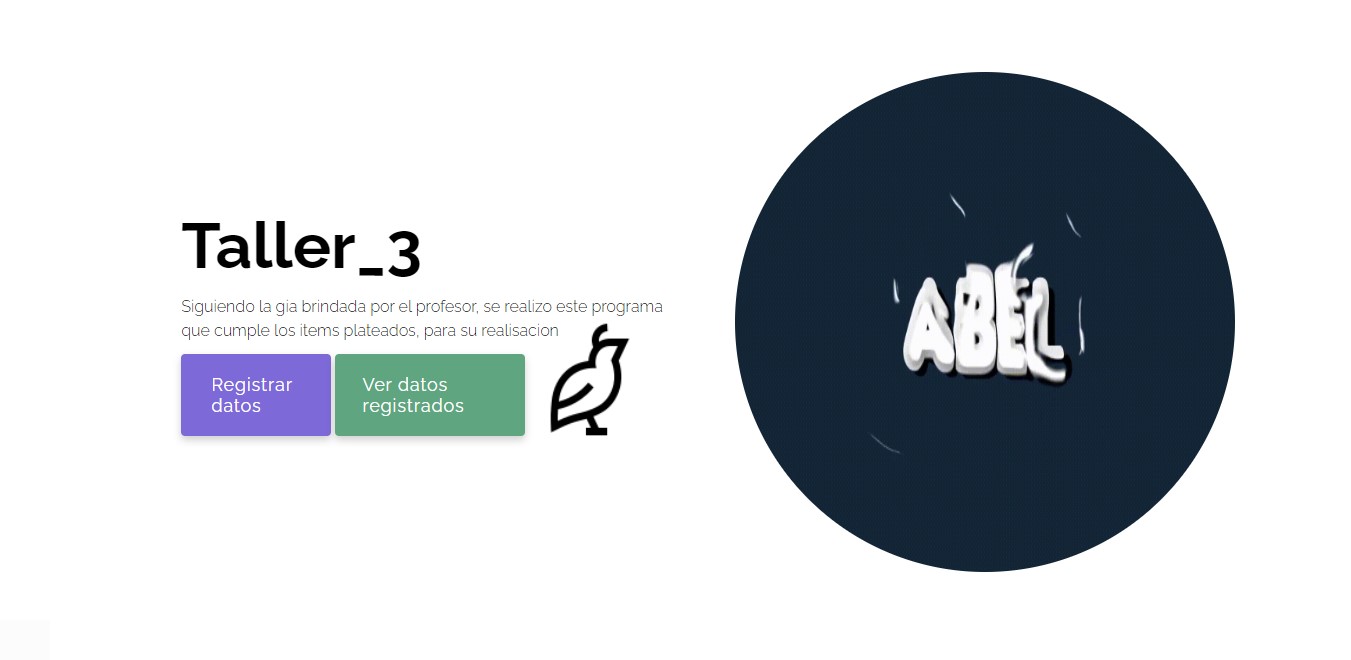 Taller_3
Siguiendo la gia brindada por el profesor, se realizo este programa
que cumple los items plateados, para su realisacion
Registrar
datos
Ver datos
registrados
ABEL